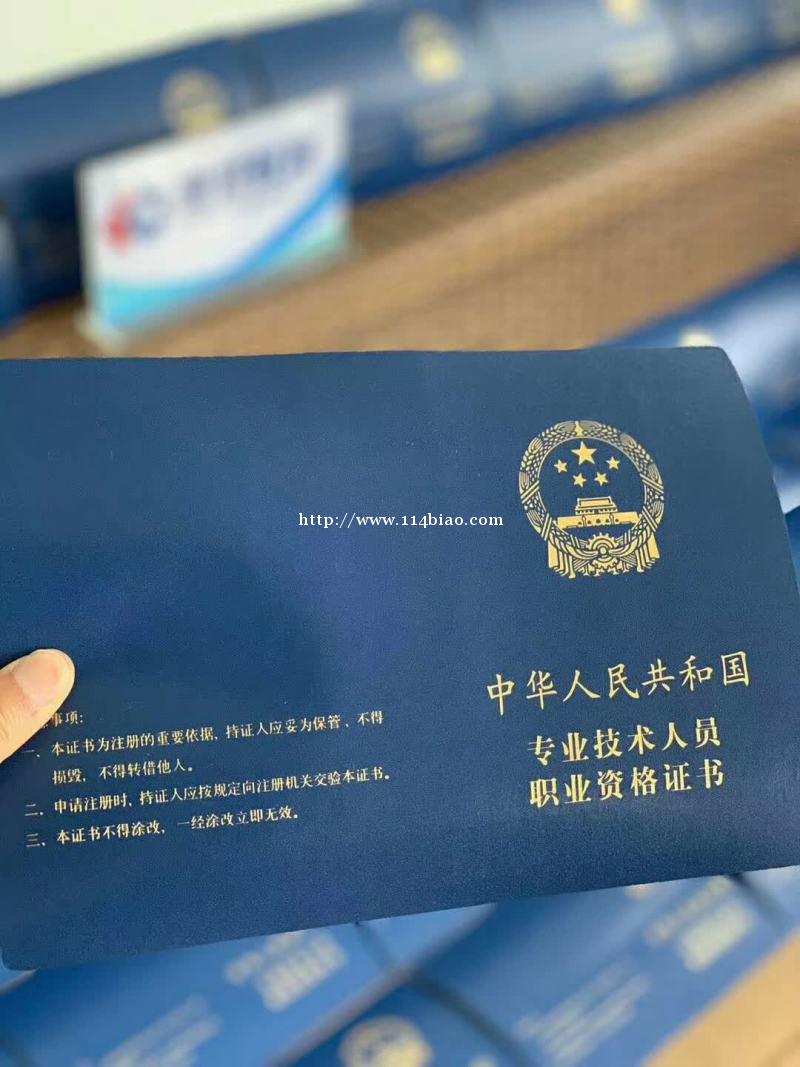 http://www.114biao.com
中华人民共和国
专业技术人员
职业资格证书
事项:
一、本证书为注册的重要依据, 持证人应妥为保管、不得
损毁, 不得转借他人。
二、申请注册时、持证人应按规定向注册机关交验本证书。
三、本证书不得涂改, 一经涂改立即无效。